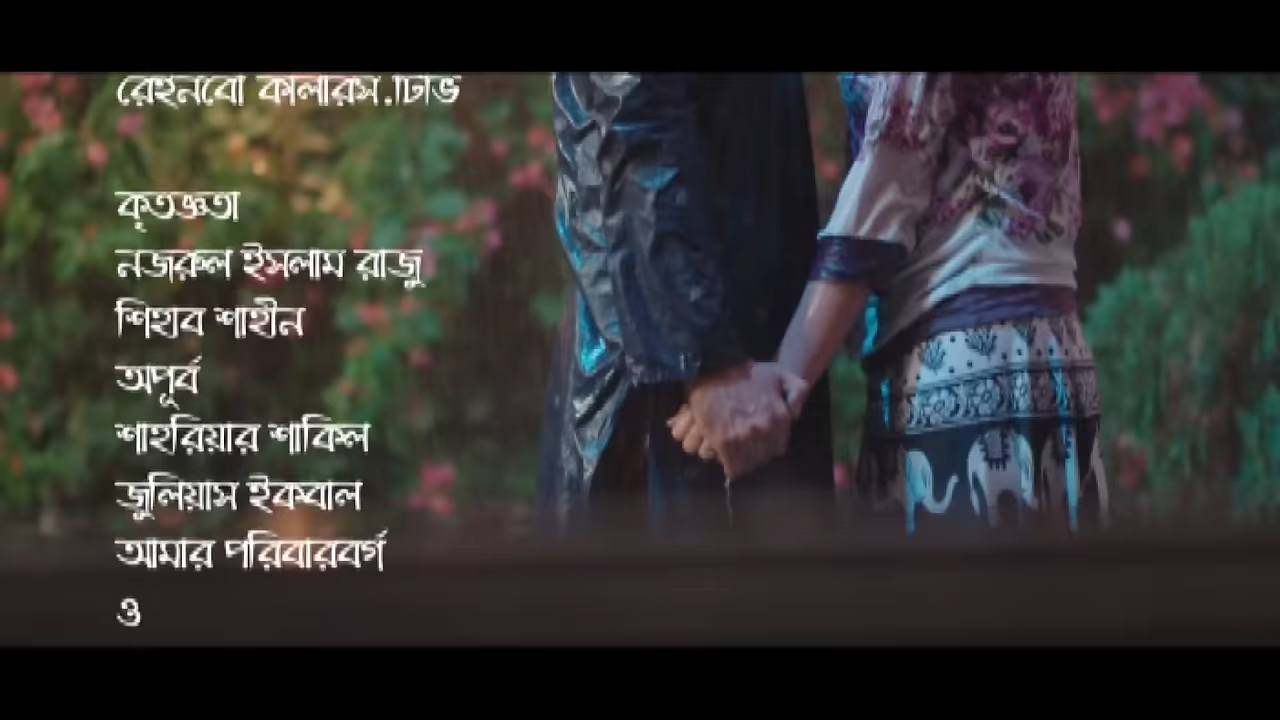 রেইনবো কালারস.টিভি
কৃতজ্ঞতা
নজরুল ইসলাম রাজু
শিহাব শাহীন
অপূর্ব
শাহরিয়ার শাকিল
জুলিয়াস ইকবাল
আমার পরিবারবর্গ
ও